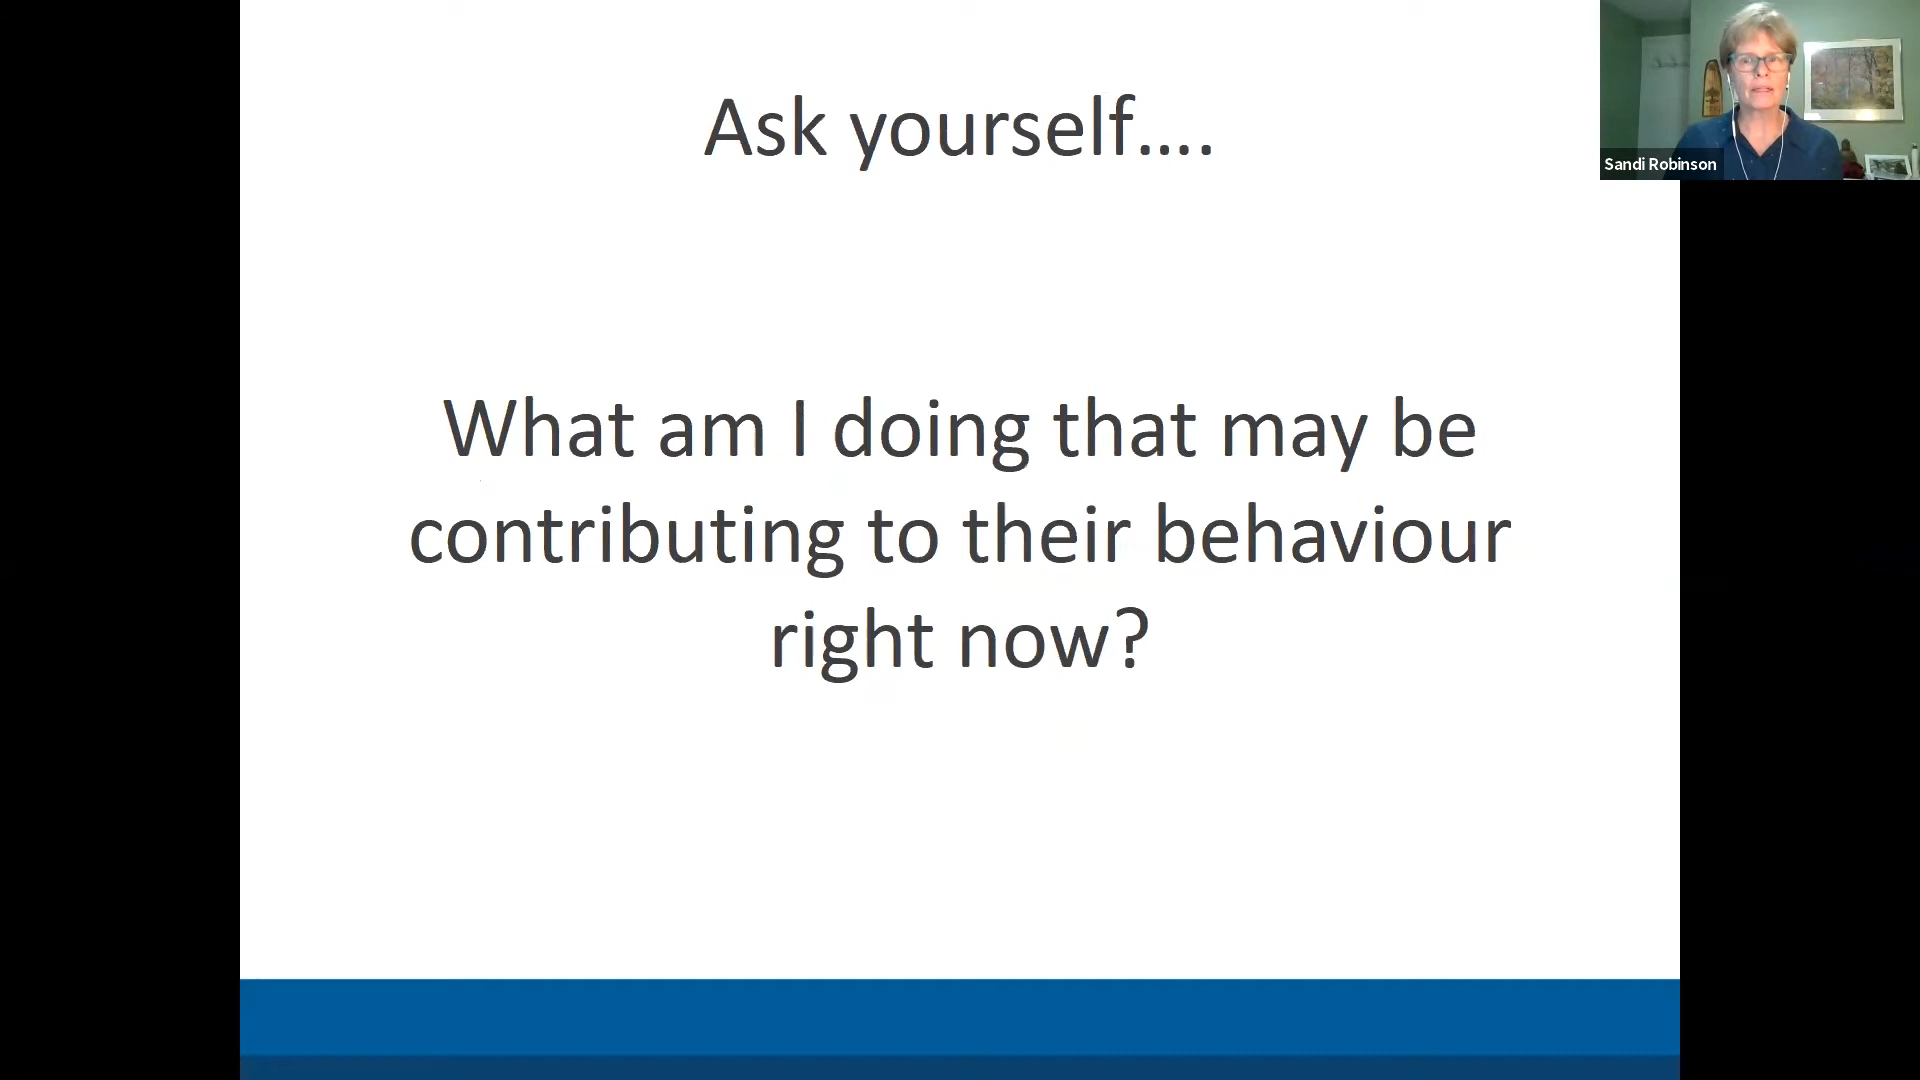 Ask yourself....
What am I doing that may be
contributing to their behaviour
right now?
Sandi Robinson